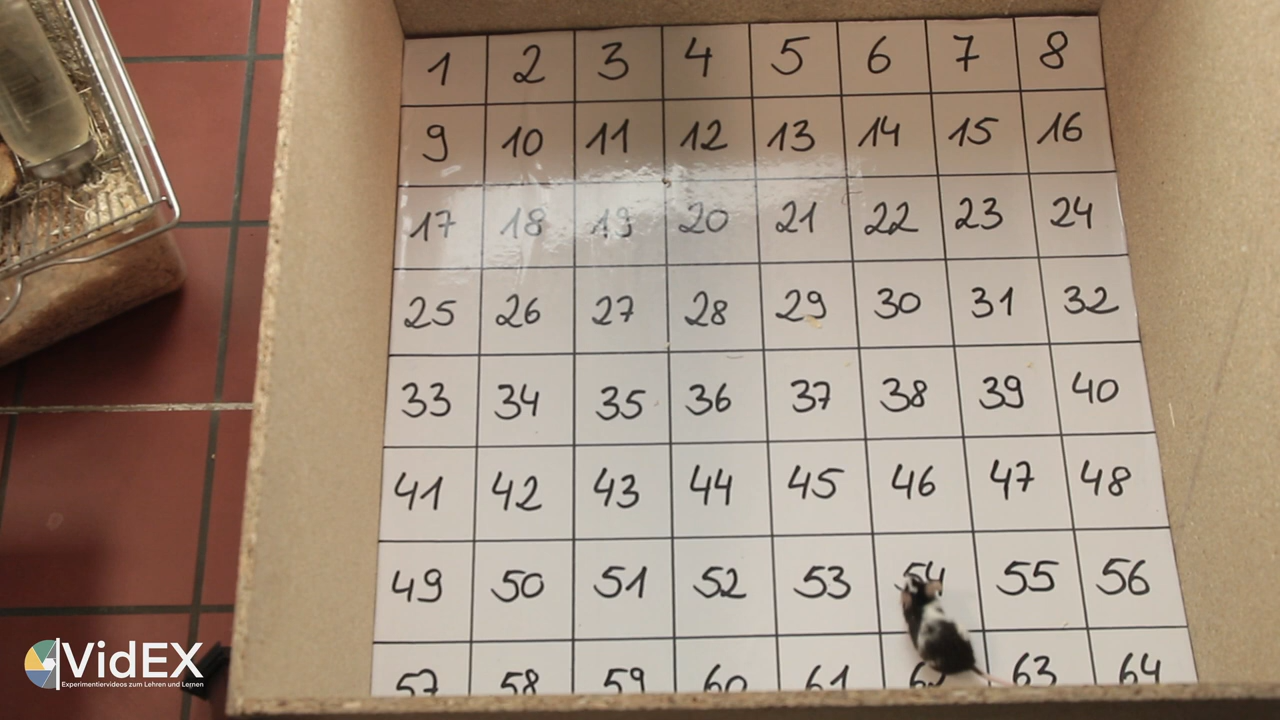 1 2 3 4 5 6 7 8
9 10 11 12 13 14 15 16
17 18 19 20 21 22 23 24
25 26 27 28 29 30 31 32
33 34 35 36 37 38 39 40
41 42 43 44 45 46 47 48
49 50 51 52 53 54 55 56
57 58 59 60 61 63 64
VidEX
Experimentiervideos zum Lehren und Lernen